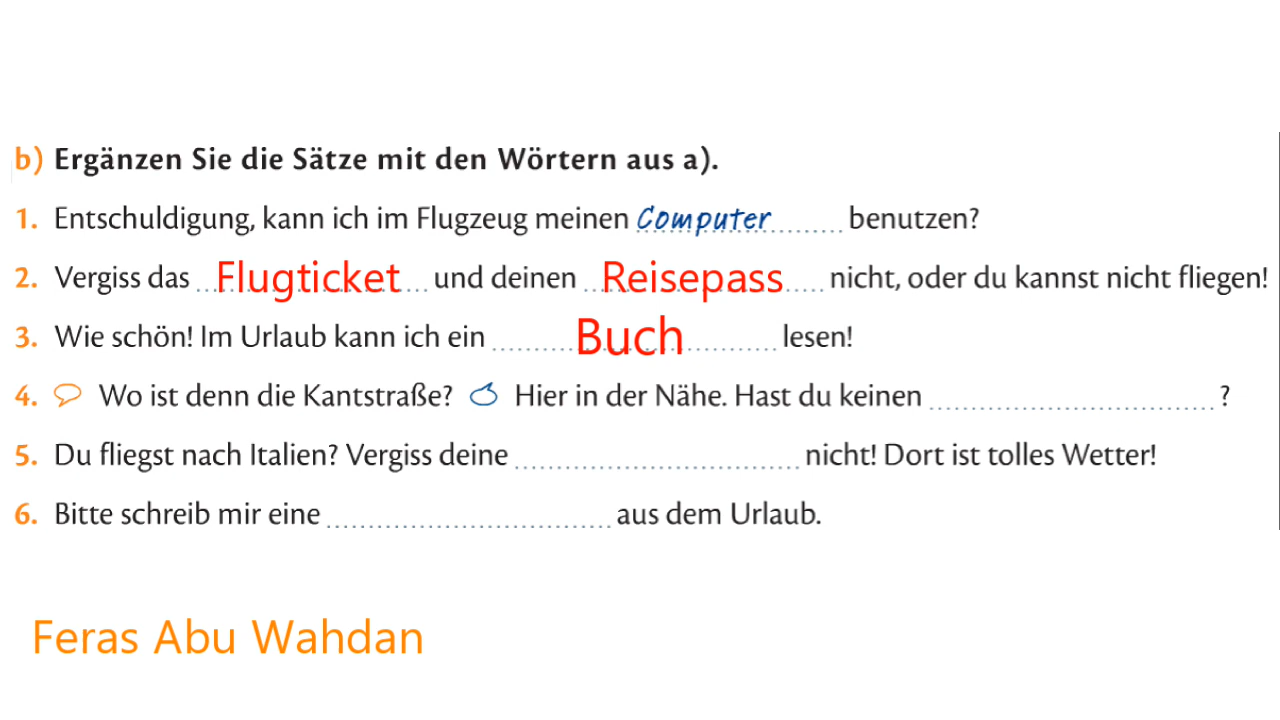 b) Ergänzen Sie die Sätze mit den Wörtern aus a).
1. Entschuldigung, kann ich im Flugzeug meinen Computer benutzen?
2. Vergiss das Flugticket und deinen Reisepass nicht, oder du kannst nicht fliegen!
3. Wie schön! Im Urlaub kann ich ein Buch lesen!
4. Wo ist denn die Kantstraße? Hier in der Nähe. Hast du keinen ?
5. Du fliegst nach Italien? Vergiss deine nicht! Dort ist tolles Wetter!
6. Bitte schreib mir eine aus dem Urlaub.
Feras Abu Wahdan